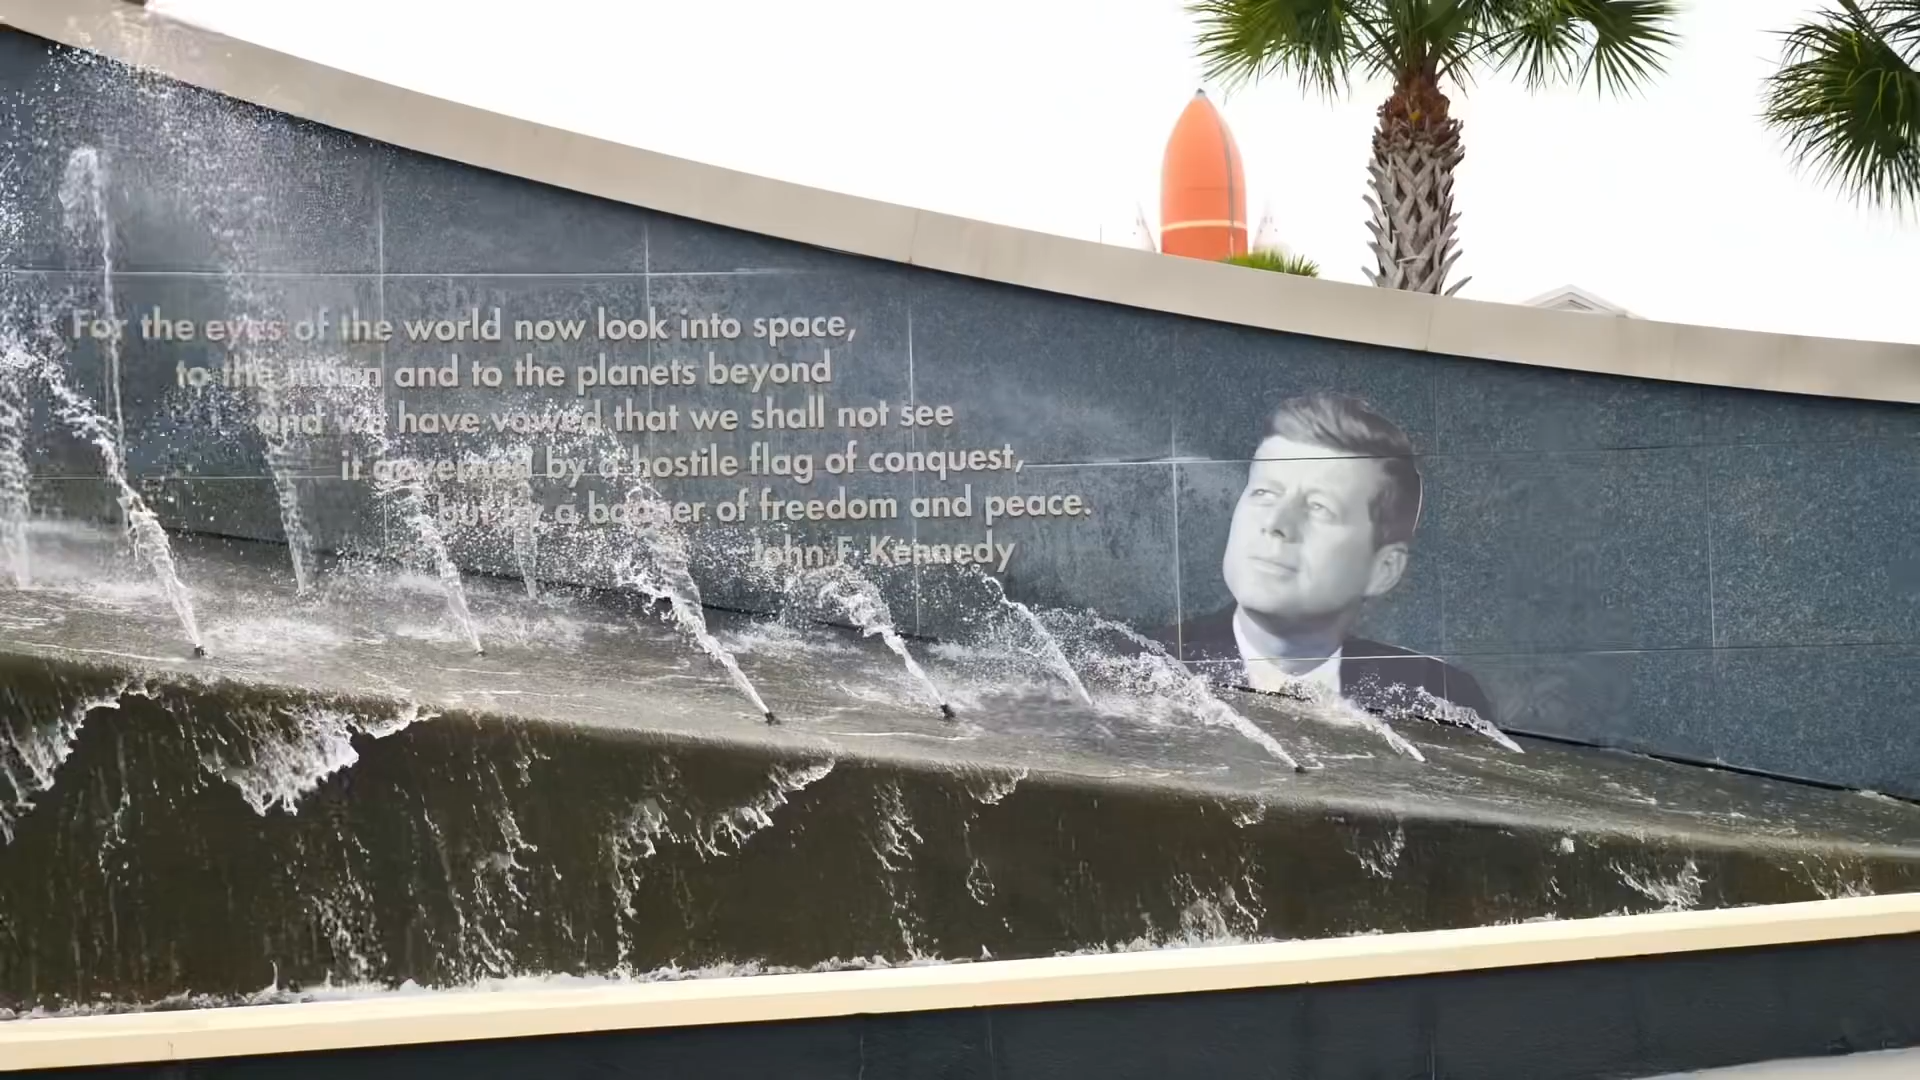 For the eyes of the world now look into space,
to the moon and to the planets beyond
and we have vowed that we shall not see
it governed by a hostile flag of conquest,
but by a banner of freedom and peace.
John F. Kennedy